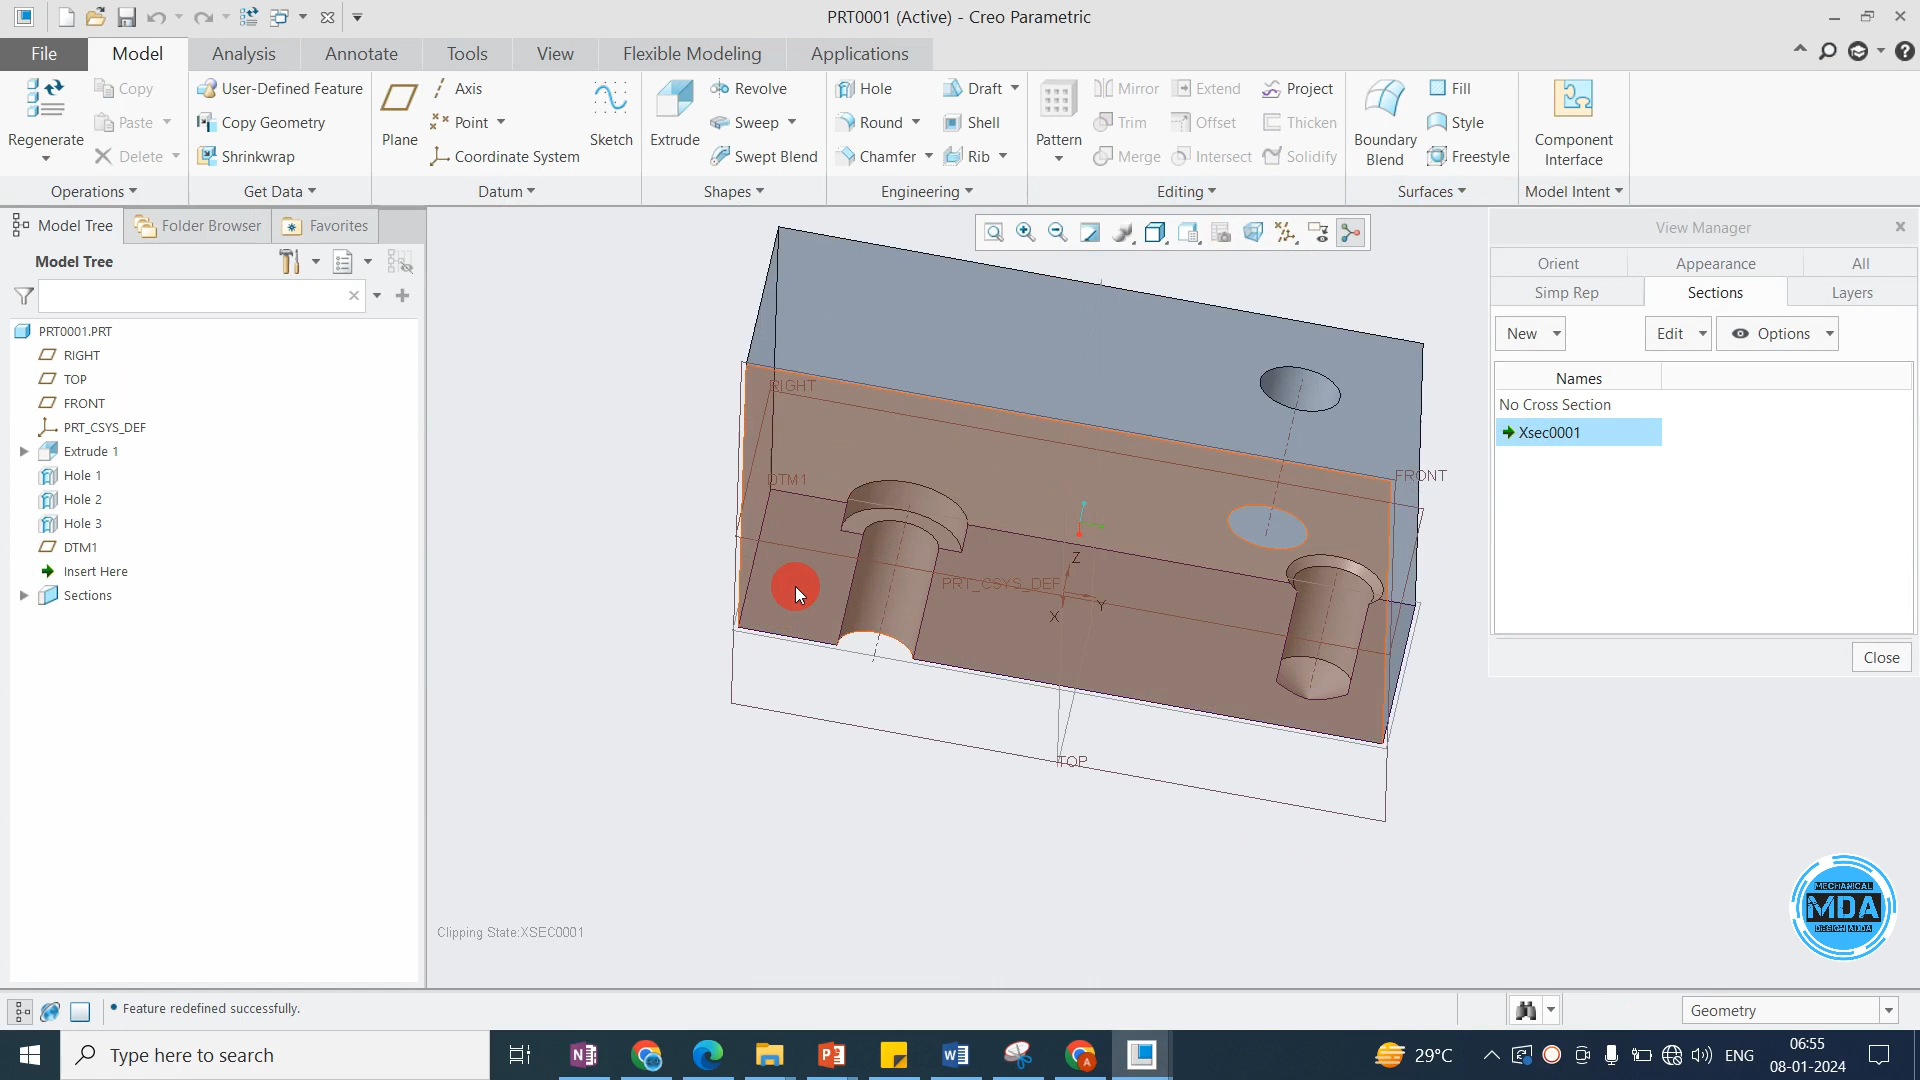 PRT0001 (Active) - Creo Parametric
File Model Analysis Annotate Tools View Flexible Modeling Applications
Regenerate
Copy
Paste
Delete
Operations
User-Defined Feature
Copy Geometry
Shrinkwrap
Get Data
Plane
Axis
Point
Coordinate System
Sketch
Datum
Extrude
Revolve
Sweep
Swept Blend
Shapes
Hole
Round
Chamfer
Draft
Shell
Rib
Engineering
Pattern
Mirror
Trim
Merge
Extend
Offset
Intersect
Project
Thicken
Solidify
Editing
Boundary
Blend
Fill
Style
Freestyle
Surfaces
Component
Interface
Model Intent
Model Tree Folder Browser Favorites
Model Tree
PRT0001.PRT
RIGHT
TOP
FRONT
PRT_CSYS_DEF
Extrude 1
Hole 1
Hole 2
Hole 3
DTM1
Insert Here
Sections
RIGHT
DTM1
FRONT
Z
PRT_CSYS_DEF
X
Y
TOP
Clipping State:XSEC0001
View Manager
Orient Appearance All
Simp Rep Sections Layers
New Edit Options
Names
No Cross Section
Xsec0001
Close
MECHANICAL
MDA
DESIGN ADDA
Feature redefined successfully.
Geometry
Type here to search
29°C
ENG
06:55
08-01-2024